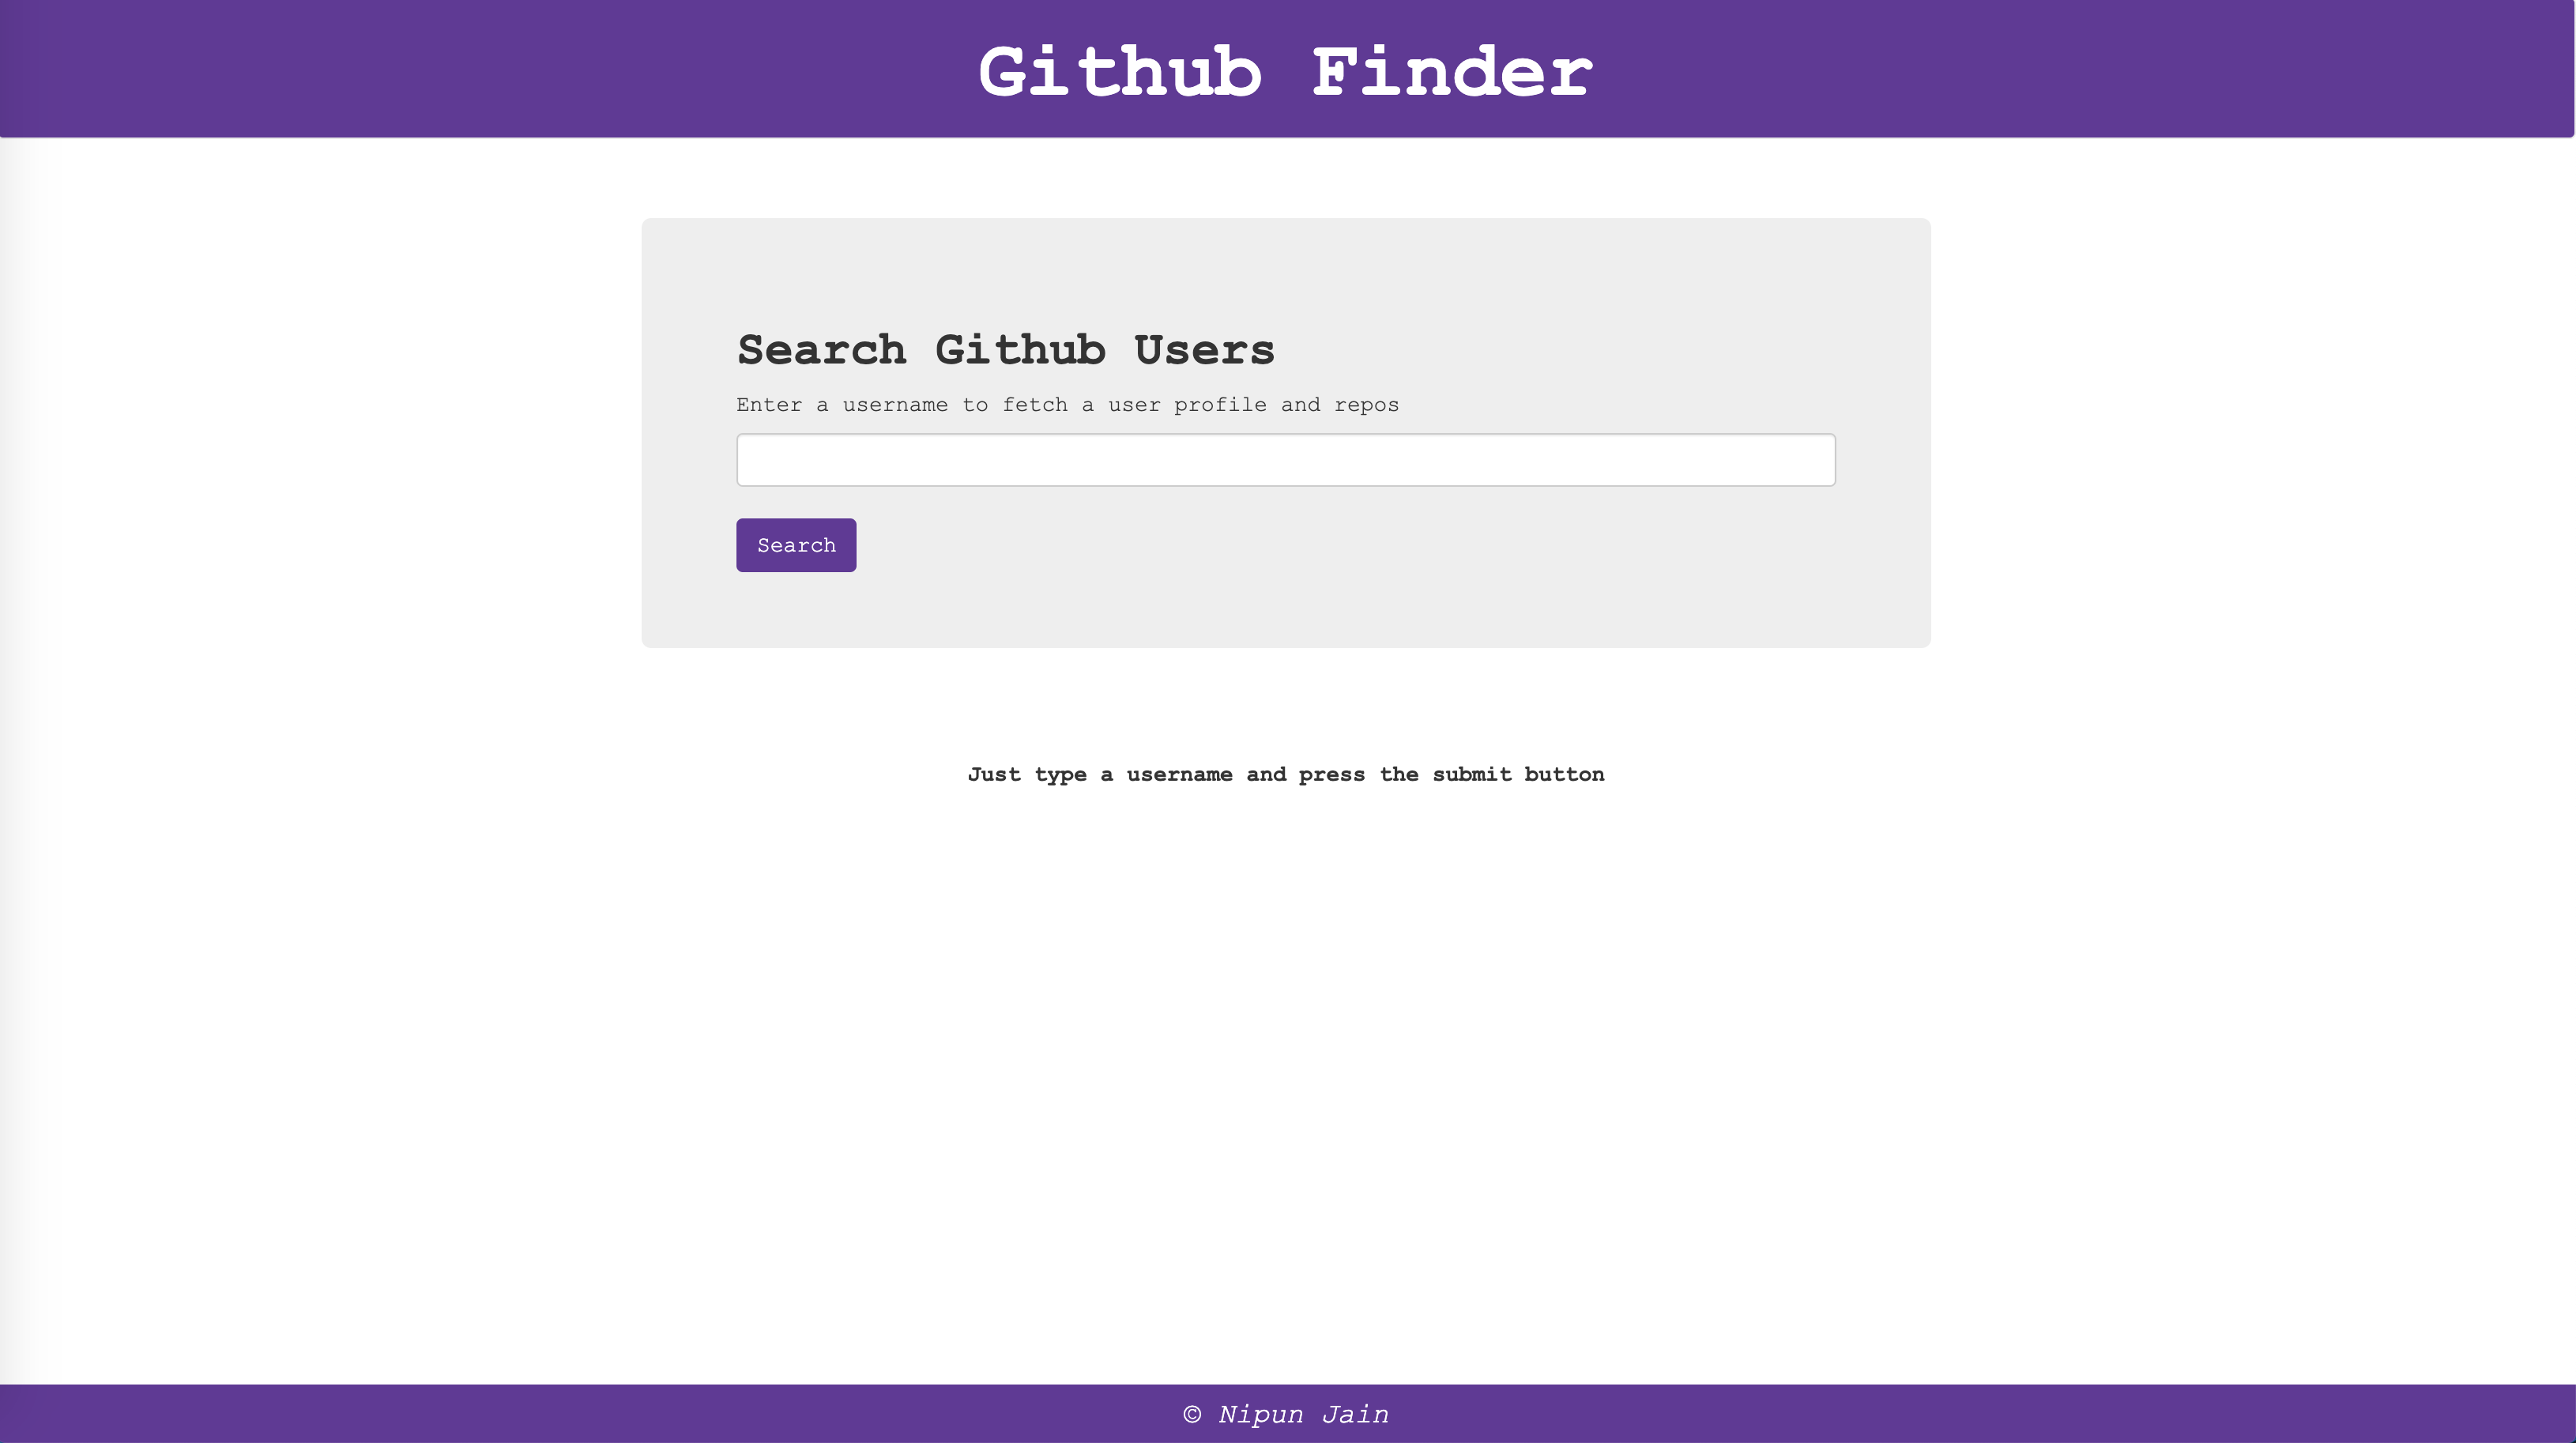 Github Finder
Search Github Users
Enter a username to fetch a user profile and repos
Search
Just type a username and press the submit button
© Nipun Jain